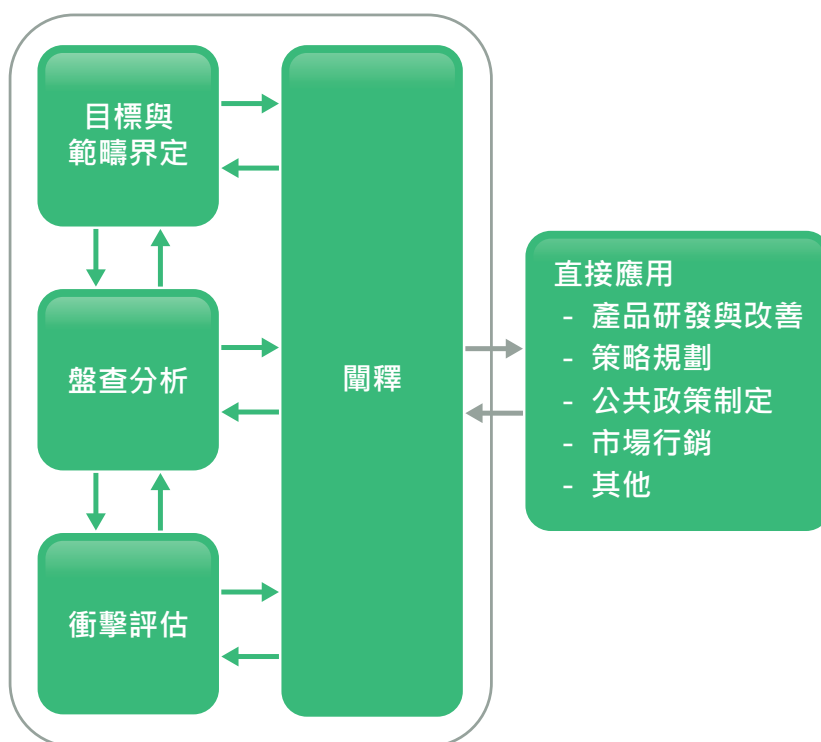 目標與
範疇界定
盤查分析
衝擊評估
闡釋
直接應用
- 產品研發與改善
- 策略規劃
- 公共政策制定
- 市場行銷
- 其他